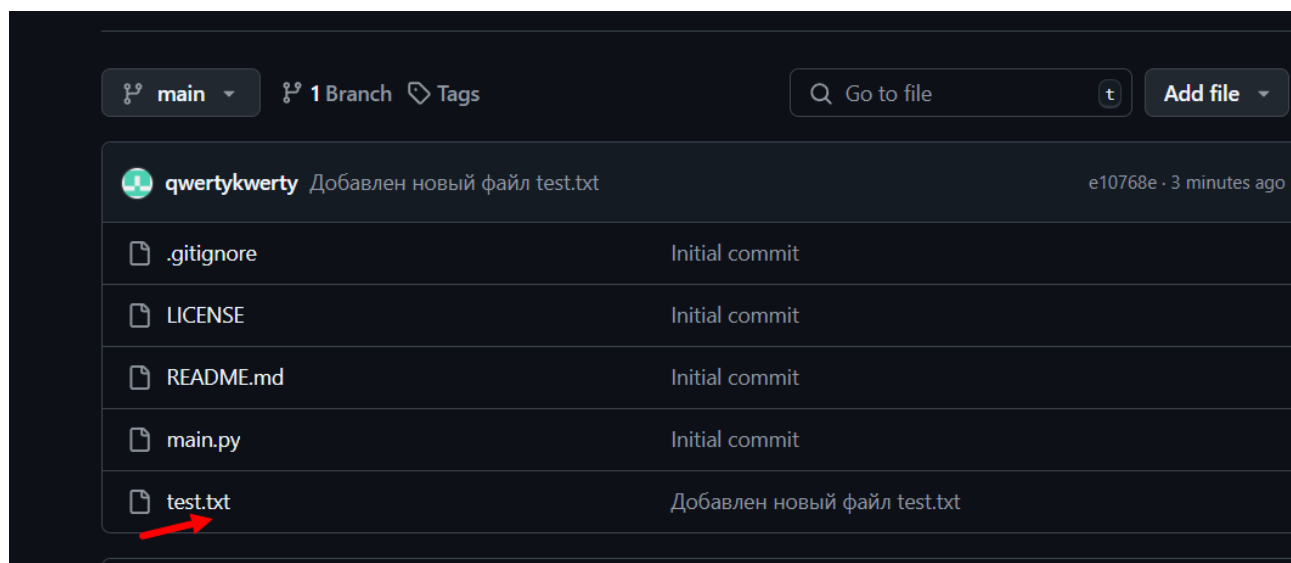 main 1 Branch Tags Go to file t Add file
qwertykwerty Добавлен новый файл test.txt e10768e · 3 minutes ago
.gitignore Initial commit
LICENSE Initial commit
README.md Initial commit
main.py Initial commit
test.txt Добавлен новый файл test.txt